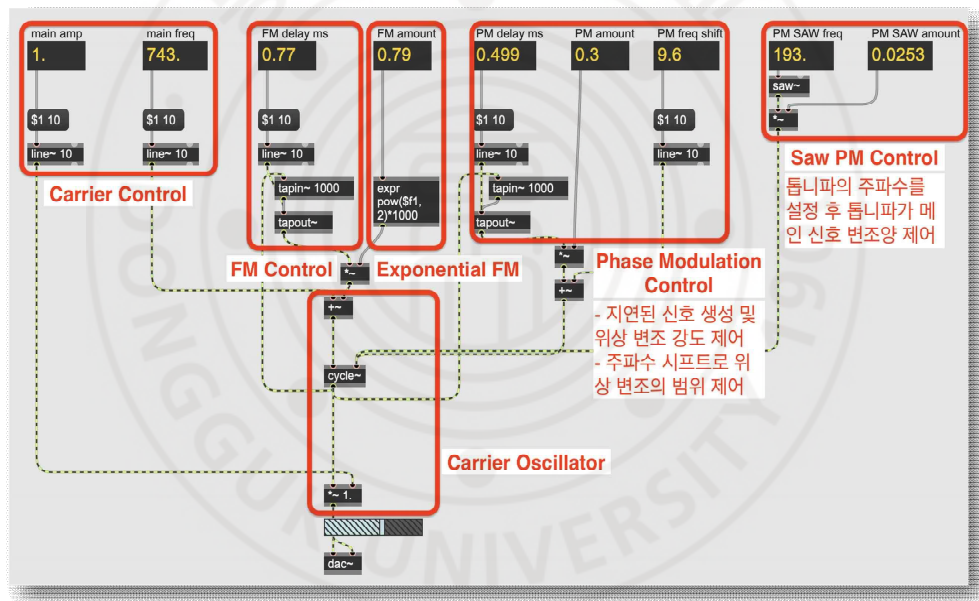 main amp
main freq
FM delay ms
FM amount
PM delay ms
PM amount
PM freq shift
PM SAW freq
PM SAW amount
1.
743.
0.77
0.79
0.499
0.3
9.6
193.
0.0253
saw~
$1 10
$1 10
$1 10
$1 10
*~
line~ 10
line~ 10
line~ 10
line~ 10
line~ 10
Carrier Control
tapin~ 1000
tapout~
expr
pow($f1,
2)*1000
tapin~ 1000
tapout~
Saw PM Control
톱니파의 주파수를
설정 후 톱니파가 메
인 신호 변조양 제어
FM Control
*~
Exponential FM
*~
+~
Phase Modulation
Control
- 지연된 신호 생성 및
위상 변조 강도 제어
- 주파수 시프트로 위
상 변조의 범위 제어
+~
cycle~
Carrier Oscillator
*~ 1.
dac~
DONGGUK UNIVERSITY 190